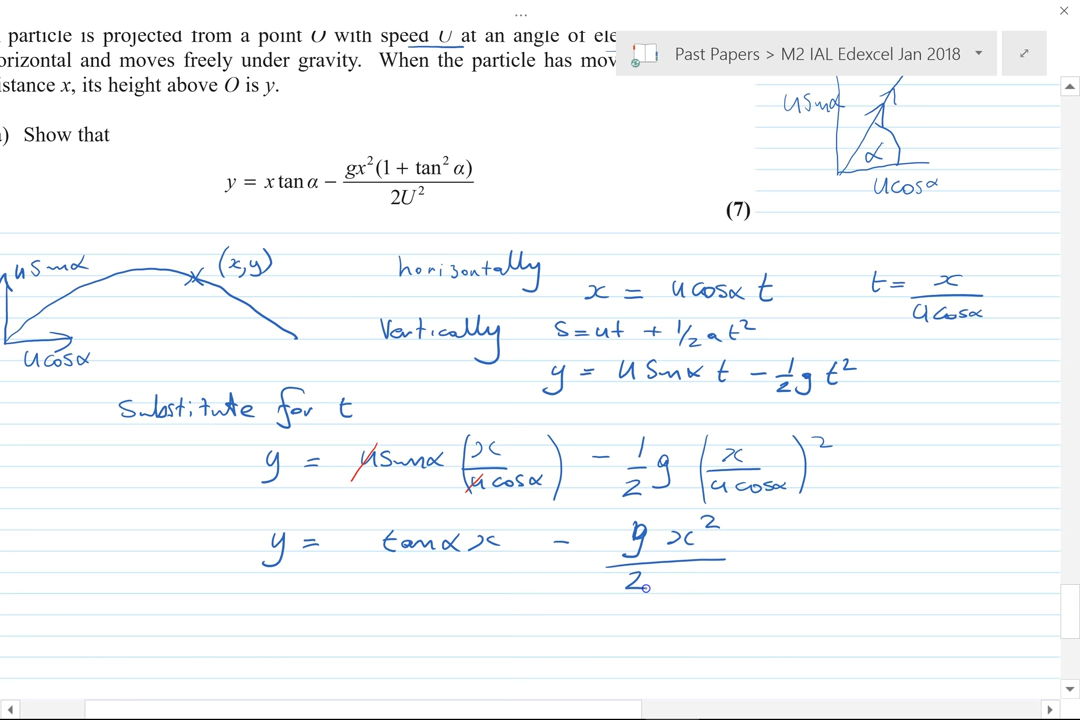 particle is projected from a point O with speed U at an angle of ele
orizontal and moves freely under gravity. When the particle has mov
istance x, its height above O is y.
Past Papers > M2 IAL Edexcel Jan 2018
) Show that
y = x tan α − gx²(1 + tan² α) / 2U²
(7)
usinα
α
ucosα
usinα
(x,y)
ucosα
horizontally
x = ucosα t
t = x / ucosα
Vertically s = ut + 1/2 at²
y = usinα t − 1/2 g t²
Substitute for t
y = usinα (x / ucosα) − 1/2 g (x / ucosα)²
y = tanα x − g x² / 2